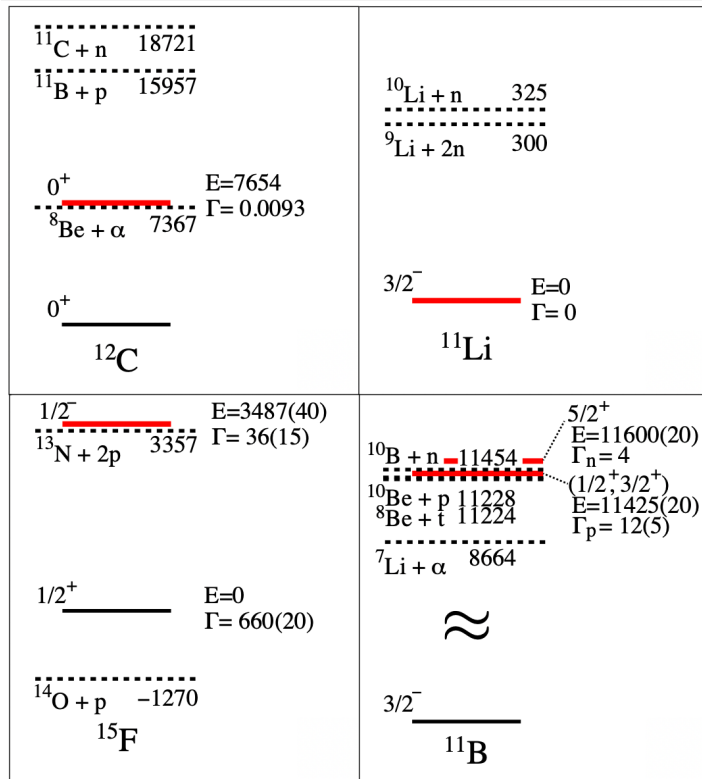 ¹¹C + n 18721
¹¹B + p 15957
0⁺
E=7654
Γ= 0.0093
⁸Be + α 7367
0⁺
¹²C
¹⁰Li + n 325
⁹Li + 2n 300
3/2⁻
E=0
Γ= 0
¹¹Li
1/2⁻
E=3487(40)
Γ= 36(15)
¹³N + 2p 3357
1/2⁺
E=0
Γ= 660(20)
¹⁴O + p −1270
¹⁵F
5/2⁺
E=11600(20)
Γₙ = 4
¹⁰B + n 11454
(1/2⁺,3/2⁺)
E=11425(20)
Γₚ = 12(5)
¹⁰Be + p 11228
⁸Be + t 11224
⁷Li + α 8664
≈
3/2⁻
¹¹B